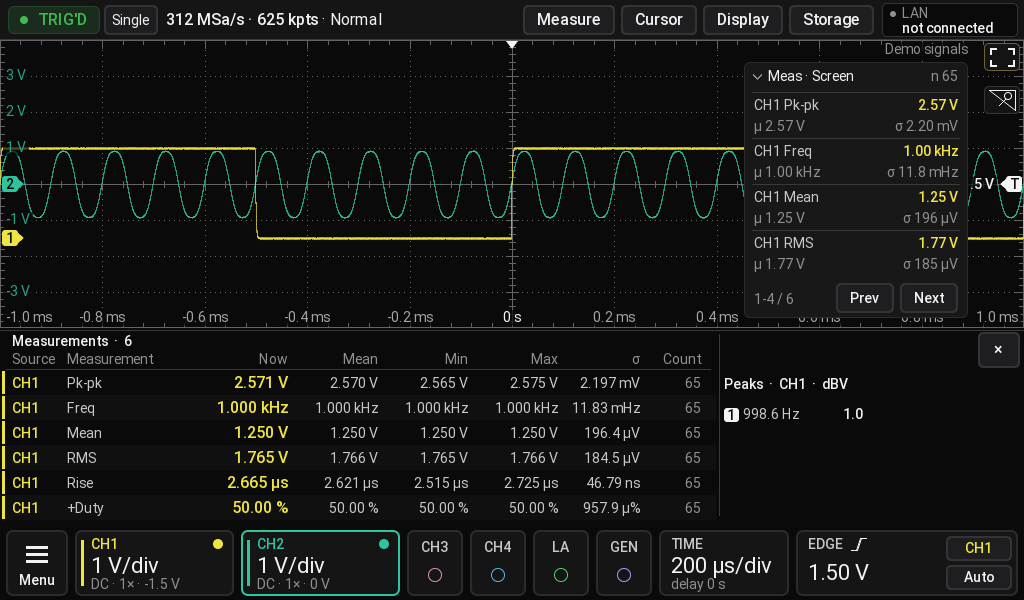 TRIG'D Single 312 MSa/s · 625 kpts · Normal Measure Cursor Display Storage LAN
not connected
Demo signals
3 V
2 V
1 V
-1 V
-3 V
2
1
Meas · Screen n 65
CH1 Pk-pk 2.57 V
μ 2.57 V σ 2.20 mV
CH1 Freq 1.00 kHz
μ 1.00 kHz σ 11.8 mHz
CH1 Mean 1.25 V
μ 1.25 V σ 196 μV
CH1 RMS 1.77 V
μ 1.77 V σ 185 μV
1-4 / 6 Prev Next
.5 V T
-1.0 ms -0.8 ms -0.6 ms -0.4 ms -0.2 ms 0 s 0.2 ms 0.4 ms 0.6 ms 0.8 ms 1.0 ms
Measurements · 6
Source Measurement Now Mean Min Max σ Count
CH1 Pk-pk 2.571 V 2.570 V 2.565 V 2.575 V 2.197 mV 65
CH1 Freq 1.000 kHz 1.000 kHz 1.000 kHz 1.000 kHz 11.83 mHz 65
CH1 Mean 1.250 V 1.250 V 1.250 V 1.250 V 196.4 μV 65
CH1 RMS 1.765 V 1.766 V 1.765 V 1.766 V 184.5 μV 65
CH1 Rise 2.665 μs 2.621 μs 2.515 μs 2.725 μs 46.79 ns 65
CH1 +Duty 50.00 % 50.00 % 50.00 % 50.00 % 957.9 μ% 65
×
Peaks · CH1 · dBV
1 998.6 Hz 1.0
Menu
CH1
1 V/div
DC · 1× · -1.5 V
CH2
1 V/div
DC · 1× · 0 V
CH3
CH4
LA
GEN
TIME
200 μs/div
delay 0 s
EDGE
1.50 V
CH1
Auto